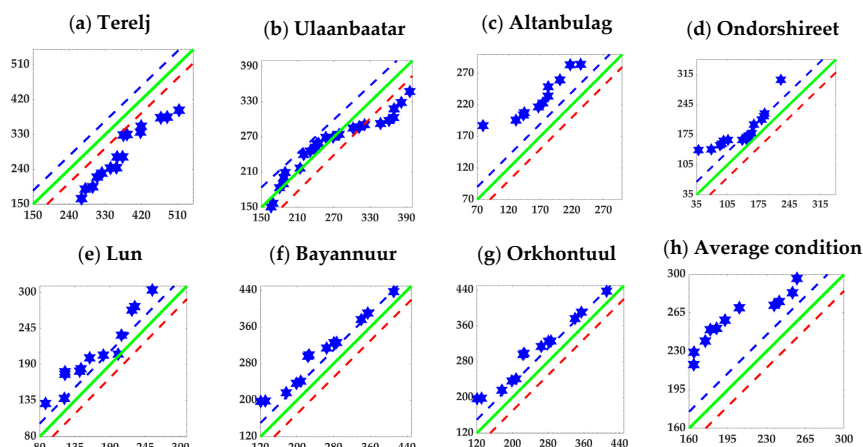 (a) Terelj
(b) Ulaanbaatar
(c) Altanbulag
(d) Ondorshireet
510
420
330
240
150
150 240 330 420 510
390
330
270
210
150
150 210 270 330 390
270
220
170
120
70
70 120 170 220 270
315
245
175
105
35
35 105 175 245 315
(e) Lun
(f) Bayannuur
(g) Orkhontuul
(h) Average condition
300
245
190
135
80
80 135 190 245 300
440
360
280
200
120
120 200 280 360 440
440
360
280
200
120
120 200 280 360 440
300
265
230
195
160
160 195 230 265 300